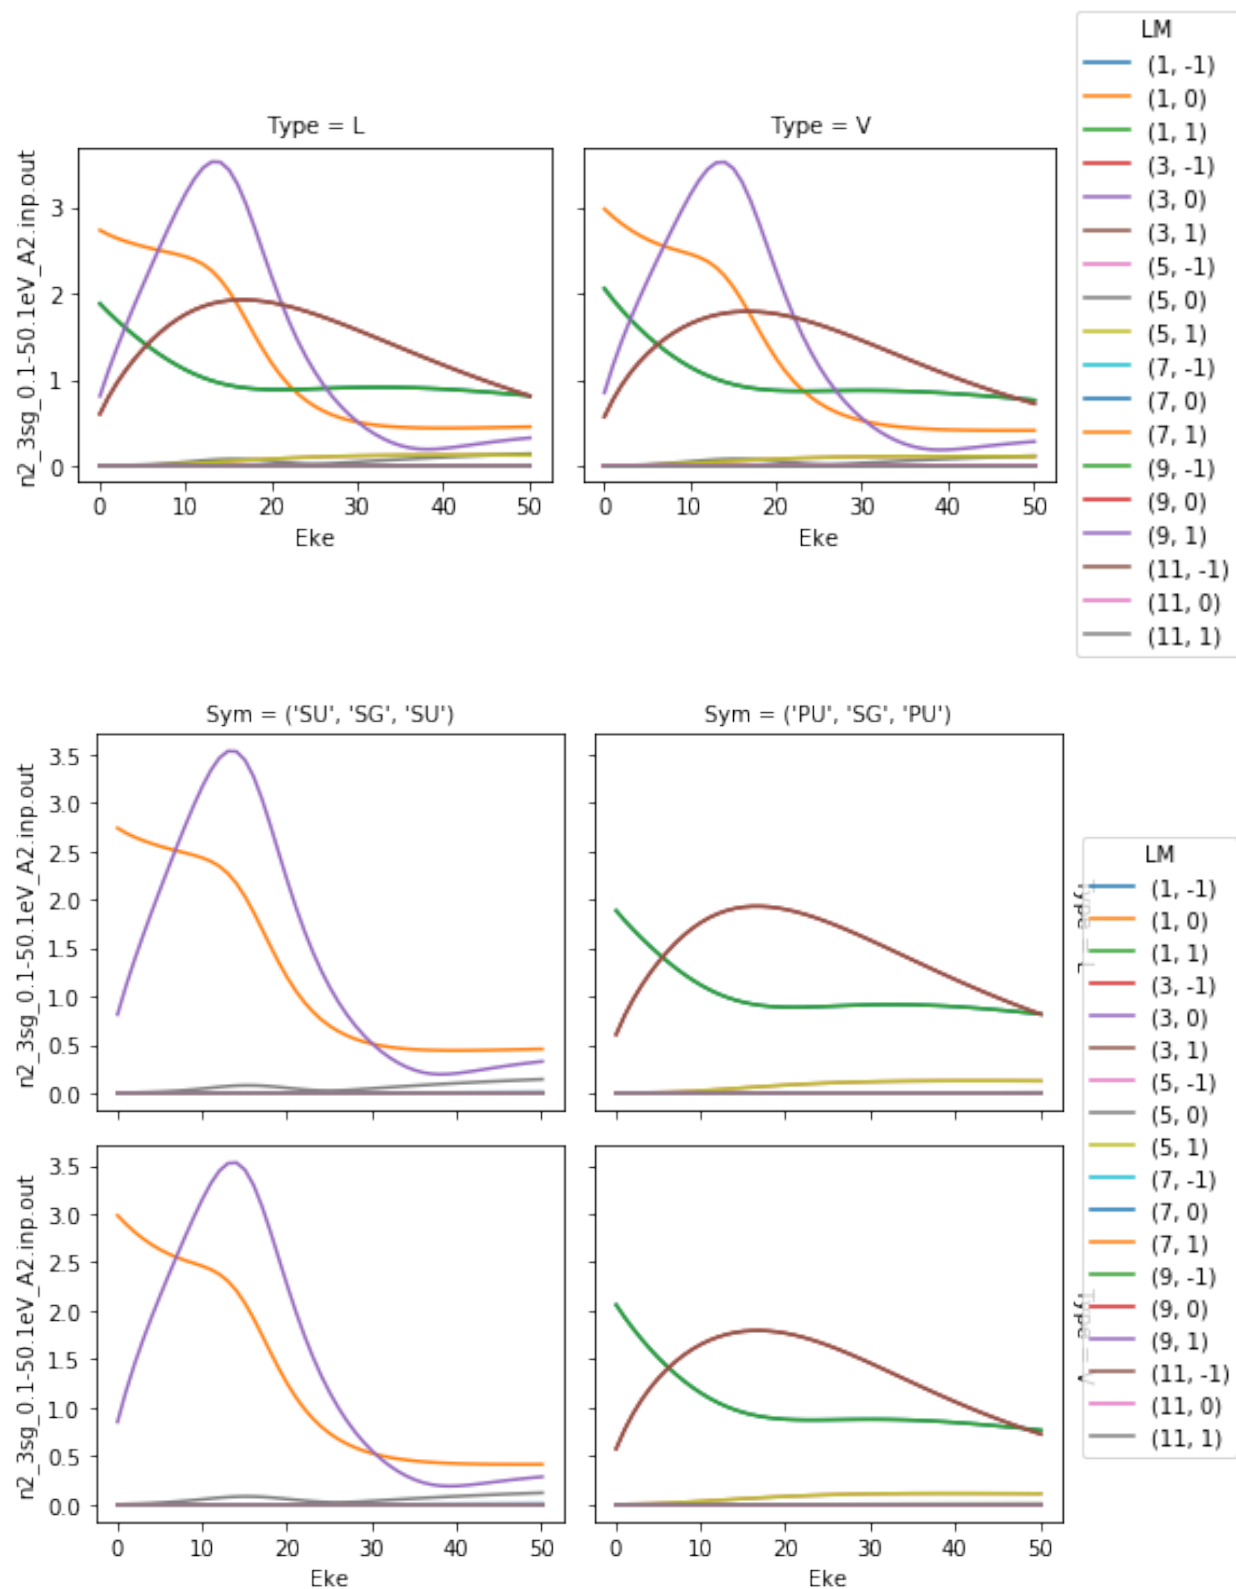 LM
(1, -1)
(1, 0)
(1, 1)
(3, -1)
(3, 0)
(3, 1)
(5, -1)
(5, 0)
(5, 1)
(7, -1)
(7, 0)
(7, 1)
(9, -1)
(9, 0)
(9, 1)
(11, -1)
(11, 0)
(11, 1)
Type = L
Type = V
n2_3sg_0.1-50.1eV_A2.inp.out
3
2
1
0
0 10 20 30 40 50
0 10 20 30 40 50
Eke
Eke
Sym = ('SU', 'SG', 'SU')
Sym = ('PU', 'SG', 'PU')
n2_3sg_0.1-50.1eV_A2.inp.out
3.5
3.0
2.5
2.0
1.5
1.0
0.5
0.0
Type = L
n2_3sg_0.1-50.1eV_A2.inp.out
3.5
3.0
2.5
2.0
1.5
1.0
0.5
0.0
Type = V
0 10 20 30 40 50
0 10 20 30 40 50
Eke
Eke
LM
(1, -1)
(1, 0)
(1, 1)
(3, -1)
(3, 0)
(3, 1)
(5, -1)
(5, 0)
(5, 1)
(7, -1)
(7, 0)
(7, 1)
(9, -1)
(9, 0)
(9, 1)
(11, -1)
(11, 0)
(11, 1)